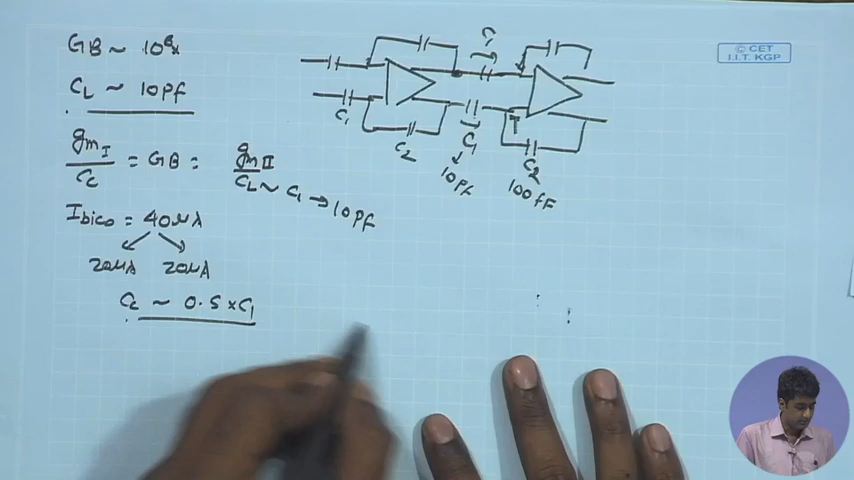 GB ~ 10⁸x
CL ~ 10pf
gmI / Cc = GB = gmII / CL ~ C1 → 10pf
Ibias = 40μA
20μA 20μA
Cc ~ 0.5 x C1
C1
C2
C1
C1
10pf
C2
100fF
© CET
I.I.T. KGP